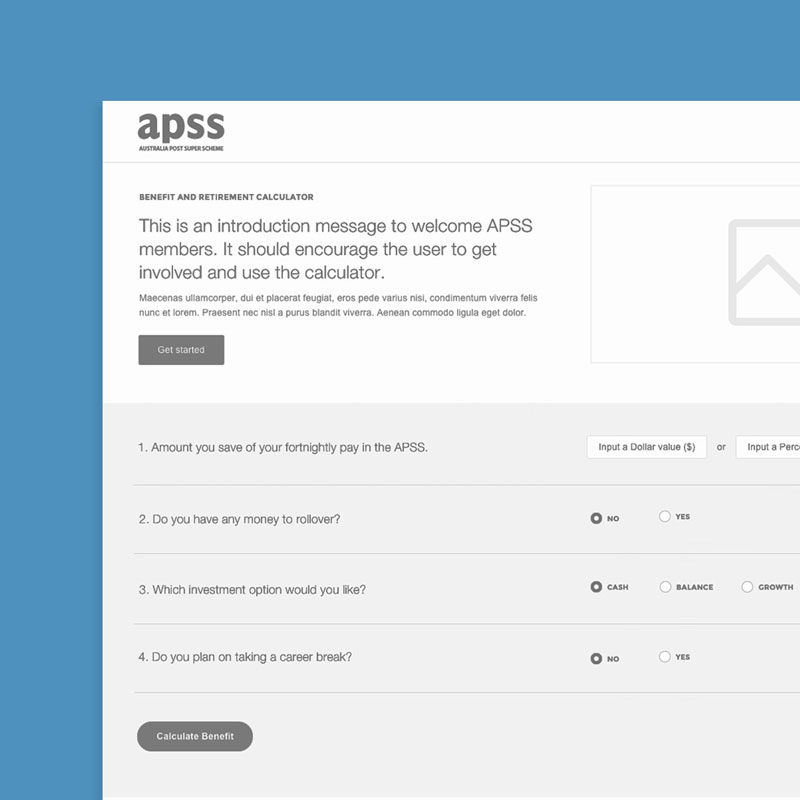 apss
AUSTRALIA POST SUPER SCHEME
BENEFIT AND RETIREMENT CALCULATOR
This is an introduction message to welcome APSS
members. It should encourage the user to get
involved and use the calculator.
Maecenas ullamcorper, dui et placerat feugiat, eros pede varius nisi, condimentum viverra felis
nunc et lorem. Praesent nec nisl a purus blandit viverra. Aenean commodo ligula eget dolor.
Get started
1. Amount you save of your fortnightly pay in the APSS. Input a Dollar value ($) or Input a Perce
2. Do you have any money to rollover? NO YES
3. Which investment option would you like? CASH BALANCE GROWTH
4. Do you plan on taking a career break? NO YES
Calculate Benefit